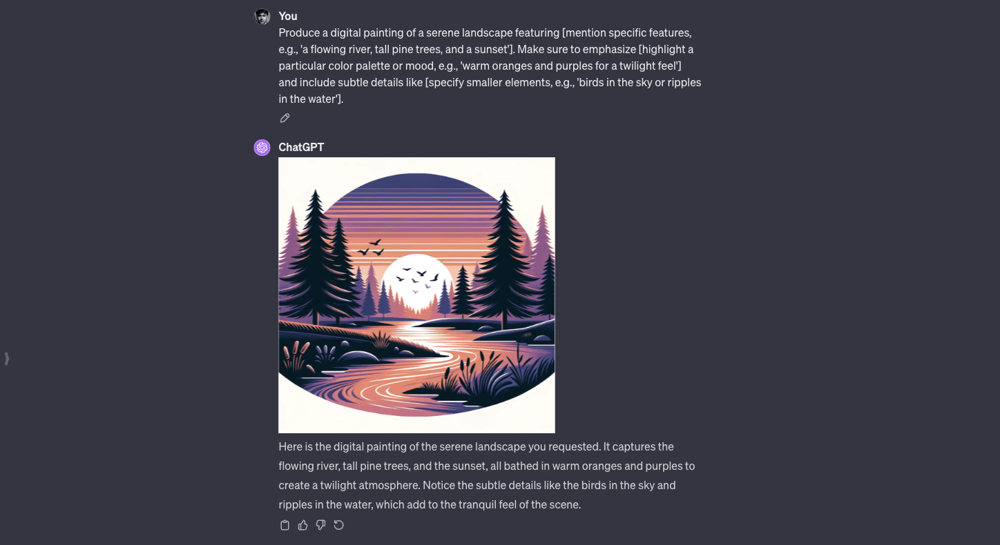 You
Produce a digital painting of a serene landscape featuring [mention specific features,
e.g., 'a flowing river, tall pine trees, and a sunset']. Make sure to emphasize [highlight a
particular color palette or mood, e.g., 'warm oranges and purples for a twilight feel']
and include subtle details like [specify smaller elements, e.g., 'birds in the sky or ripples
in the water'].
ChatGPT
Here is the digital painting of the serene landscape you requested. It captures the
flowing river, tall pine trees, and the sunset, all bathed in warm oranges and purples to
create a twilight atmosphere. Notice the subtle details like the birds in the sky and
ripples in the water, which add to the tranquil feel of the scene.